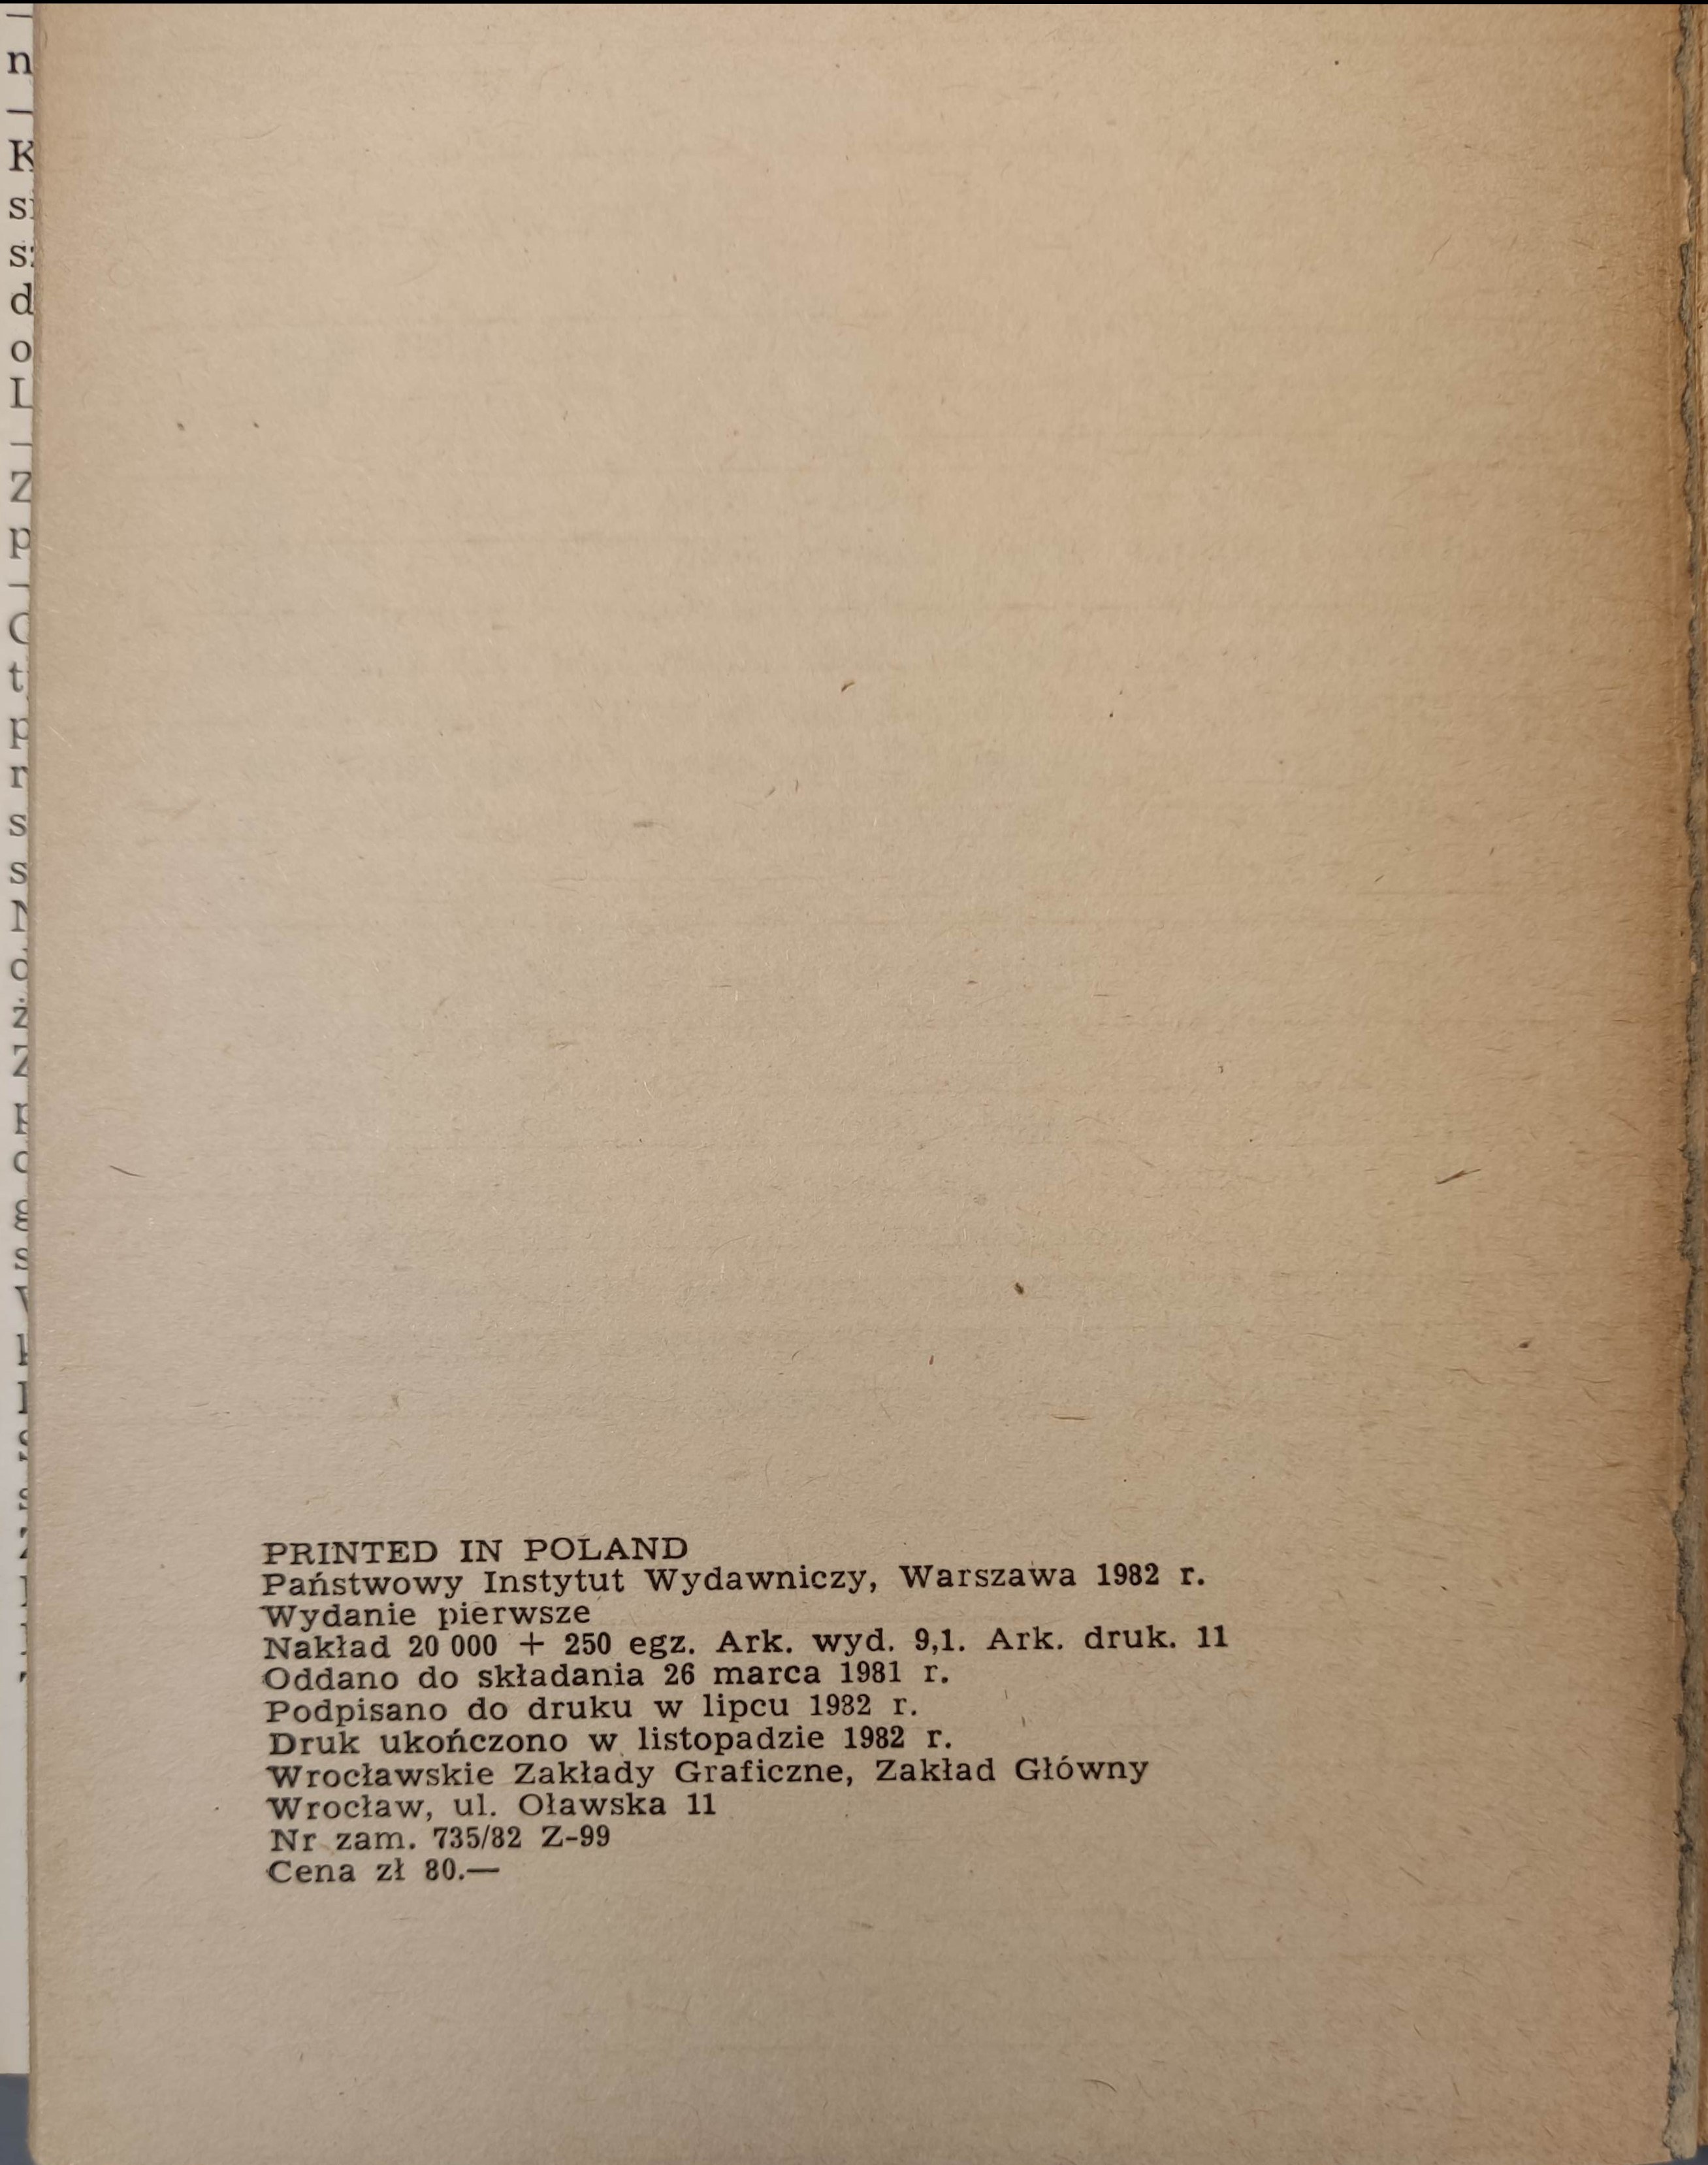 PRINTED IN POLAND
Państwowy Instytut Wydawniczy, Warszawa 1982 r.
Wydanie pierwsze
Nakład 20 000 + 250 egz. Ark. wyd. 9,1. Ark. druk. 11
Oddano do składania 26 marca 1981 r.
Podpisano do druku w lipcu 1982 r.
Druk ukończono w listopadzie 1982 r.
Wrocławskie Zakłady Graficzne, Zakład Główny
Wrocław, ul. Oławska 11
Nr zam. 735/82 Z-99
Cena zł 80.—